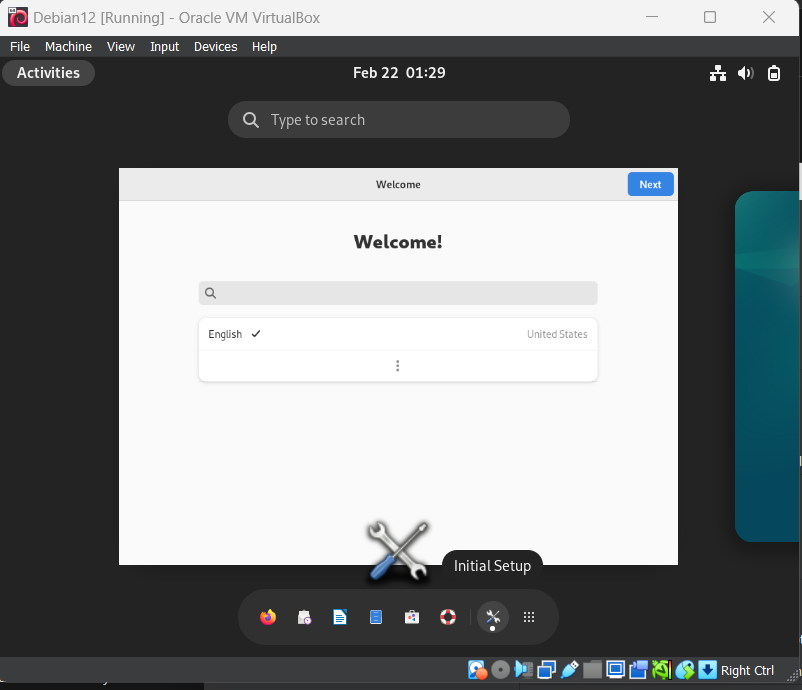 Debian12 [Running] - Oracle VM VirtualBox
File Machine View Input Devices Help
Activities
Feb 22 01:29
Type to search
Welcome
Next
Welcome!
English
United States
Initial Setup
Right Ctrl